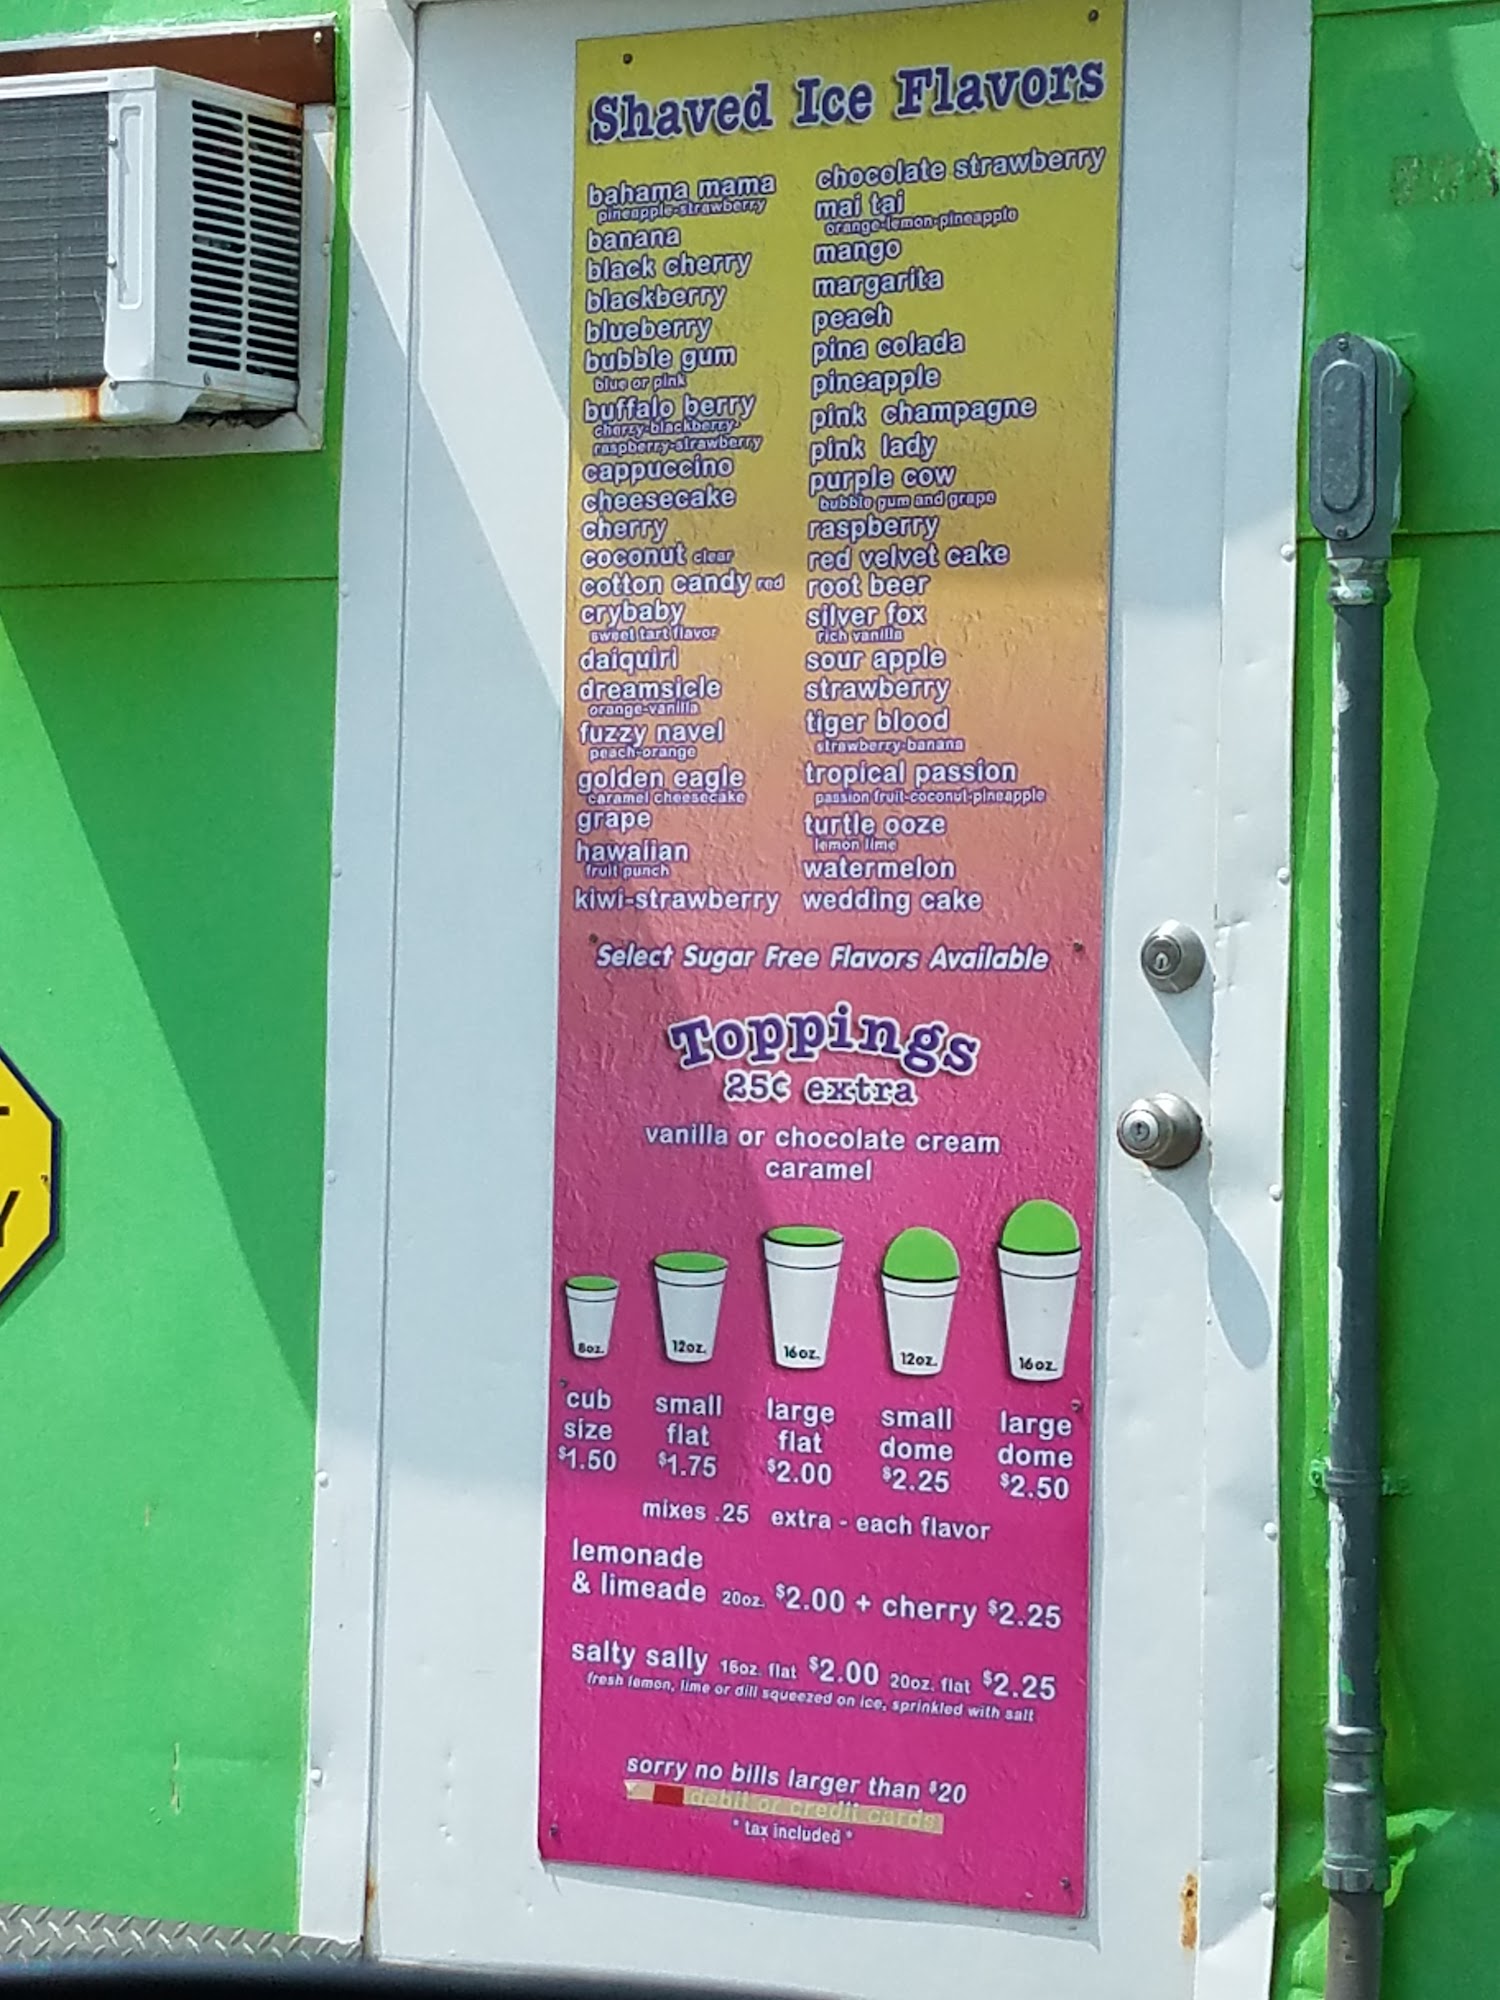 Shaved Ice Flavors
bahama mama
pineapple-strawberry
banana
black cherry
blackberry
blueberry
bubble gum
blue or pink
buffalo berry
cherry-blackberry-
raspberry-strawberry
cappuccino
cheesecake
cherry
coconut clear
cotton candy red
crybaby
sweet tart flavor
daiquiri
dreamsicle
orange-vanilla
fuzzy navel
peach-orange
golden eagle
caramel cheesecake
grape
hawaiian
fruit punch
kiwi-strawberry
chocolate strawberry
mai tai
orange-lemon-pineapple
mango
margarita
peach
pina colada
pineapple
pink champagne
pink lady
purple cow
bubble gum and grape
raspberry
red velvet cake
root beer
silver fox
rich vanilla
sour apple
strawberry
tiger blood
strawberry-banana
tropical passion
passion fruit-coconut-pineapple
turtle ooze
lemon lime
watermelon
wedding cake
Select Sugar Free Flavors Available
Toppings
25¢ extra
vanilla or chocolate cream
caramel
8oz. 12oz. 16oz. 12oz. 16oz.
cub size $1.50
small flat $1.75
large flat $2.00
small dome $2.25
large dome $2.50
mixes .25 extra - each flavor
lemonade
& limeade 20oz. $2.00 + cherry $2.25
salty sally 16oz. flat $2.00 20oz. flat $2.25
fresh lemon, lime or dill squeezed on ice, sprinkled with salt
sorry no bills larger than $20
debit or credit cards
* tax included *